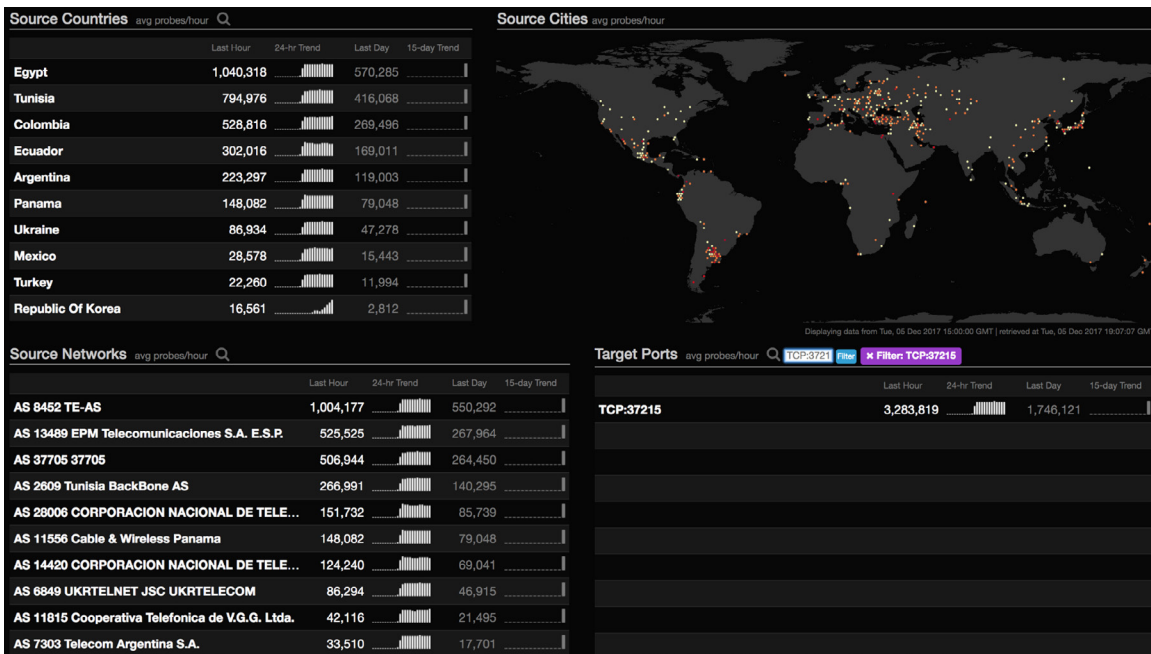 Source Countries avg probes/hour
Last Hour 24-hr Trend Last Day 15-day Trend
Egypt 1,040,318 570,285
Tunisia 794,976 416,068
Colombia 528,816 269,496
Ecuador 302,016 169,011
Argentina 223,297 119,003
Panama 148,082 79,048
Ukraine 86,934 47,278
Mexico 28,578 15,443
Turkey 22,260 11,994
Republic Of Korea 16,561 2,812
Source Cities avg probes/hour
Displaying data from Tue, 05 Dec 2017 15:00:00 GMT | retrieved at Tue, 05 Dec 2017 19:07:07 GMT
Source Networks avg probes/hour
Last Hour 24-hr Trend Last Day 15-day Trend
AS 8452 TE-AS 1,004,177 550,292
AS 13489 EPM Telecomunicaciones S.A. E.S.P. 525,525 267,964
AS 37705 37705 506,944 264,450
AS 2609 Tunisia BackBone AS 266,991 140,295
AS 28006 CORPORACION NACIONAL DE TELE... 151,732 85,739
AS 11556 Cable & Wireless Panama 148,082 79,048
AS 14420 CORPORACION NACIONAL DE TELE... 124,240 69,041
AS 6849 UKRTELNET JSC UKRTELECOM 86,294 46,915
AS 11815 Cooperativa Telefonica de V.G.G. Ltda. 42,116 21,495
AS 7303 Telecom Argentina S.A. 33,510 17,701
Target Ports avg probes/hour TCP:3721 Filter × Filter: TCP:37215
Last Hour 24-hr Trend Last Day 15-day Trend
TCP:37215 3,283,819 1,746,121